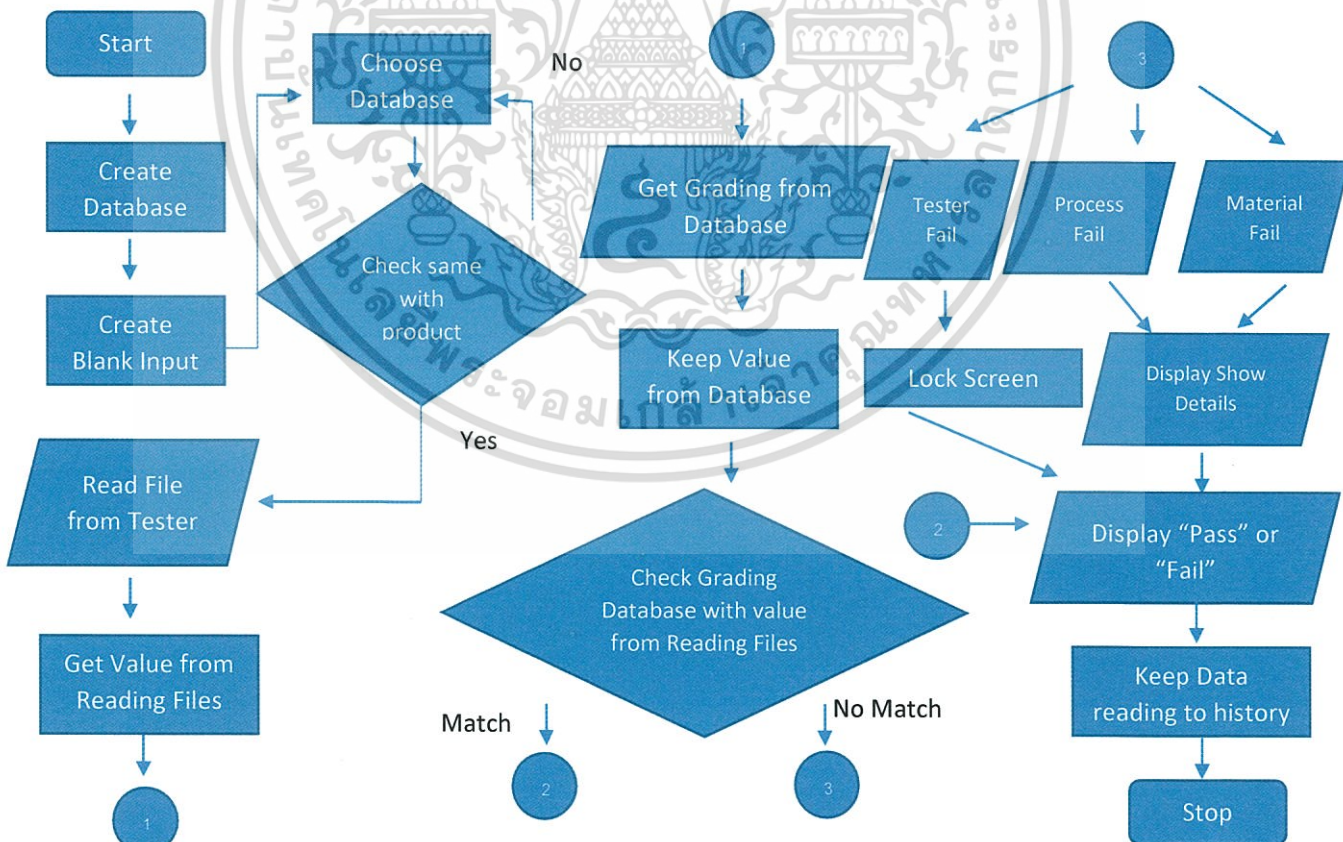 Start
Create
Database
Create
Blank Input
Choose
Database
No
Check same
with
product
Yes
Read File
from Tester
Get Value from
Reading Files
1
1
Get Grading from
Database
Keep Value
from Database
Check Grading
Database with value
from Reading Files
Match
No Match
2
3
3
Tester
Fail
Process
Fail
Material
Fail
Lock Screen
Display Show
Details
2
Display “Pass” or
“Fail”
Keep Data
reading to history
Stop